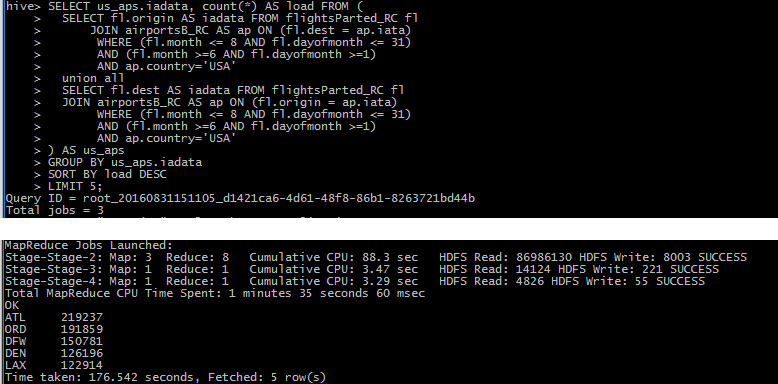 hive> SELECT us_aps.iadata, count(*) AS load FROM (
    >    SELECT fl.origin AS iadata FROM flightsParted_RC fl
    >       JOIN airportsB_RC AS ap ON (fl.dest = ap.iata)
    >        WHERE (fl.month <= 8 AND fl.dayofmonth <= 31)
    >        AND (fl.month >=6 AND fl.dayofmonth >=1)
    >        AND ap.country='USA'
    >    union all
    >    SELECT fl.dest AS iadata FROM flightsParted_RC fl
    >    JOIN airportsB_RC AS ap ON (fl.origin = ap.iata)
    >        WHERE (fl.month <= 8 AND fl.dayofmonth <= 31)
    >        AND (fl.month >=6 AND fl.dayofmonth >=1)
    >        AND ap.country='USA'
    > ) AS us_aps
    > GROUP BY us_aps.iadata
    > SORT BY load DESC
    > LIMIT 5;
Query ID = root_20160831151105_d1421ca6-4d61-48f8-86b1-8263721bd44b
Total jobs = 3
MapReduce Jobs Launched:
Stage-Stage-2: Map: 3  Reduce: 8   Cumulative CPU: 88.3 sec   HDFS Read: 86986130 HDFS Write: 8003 SUCCESS
Stage-Stage-3: Map: 1  Reduce: 1   Cumulative CPU: 3.47 sec   HDFS Read: 14124 HDFS Write: 221 SUCCESS
Stage-Stage-4: Map: 1  Reduce: 1   Cumulative CPU: 3.29 sec   HDFS Read: 4826 HDFS Write: 55 SUCCESS
Total MapReduce CPU Time Spent: 1 minutes 35 seconds 60 msec
OK
ATL     219237
ORD     191859
DFW     150781
DEN     126196
LAX     122914
Time taken: 176.542 seconds, Fetched: 5 row(s)